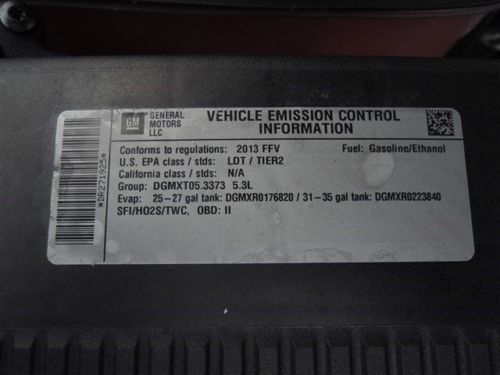 GM
GENERAL
MOTORS
LLC
VEHICLE EMISSION CONTROL
INFORMATION
Conforms to regulations: 2013 FFV Fuel: Gasoline/Ethanol
U.S. EPA class / stds: LDT / TIER2
California class / stds: N/A
Group: DGMXT05.3373 5.3L
Evap: 25-27 gal tank: DGMXR0176820 / 31-35 gal tank: DGMXR0223840
SFI/HO2S/TWC, OBD: II
*DR271925*